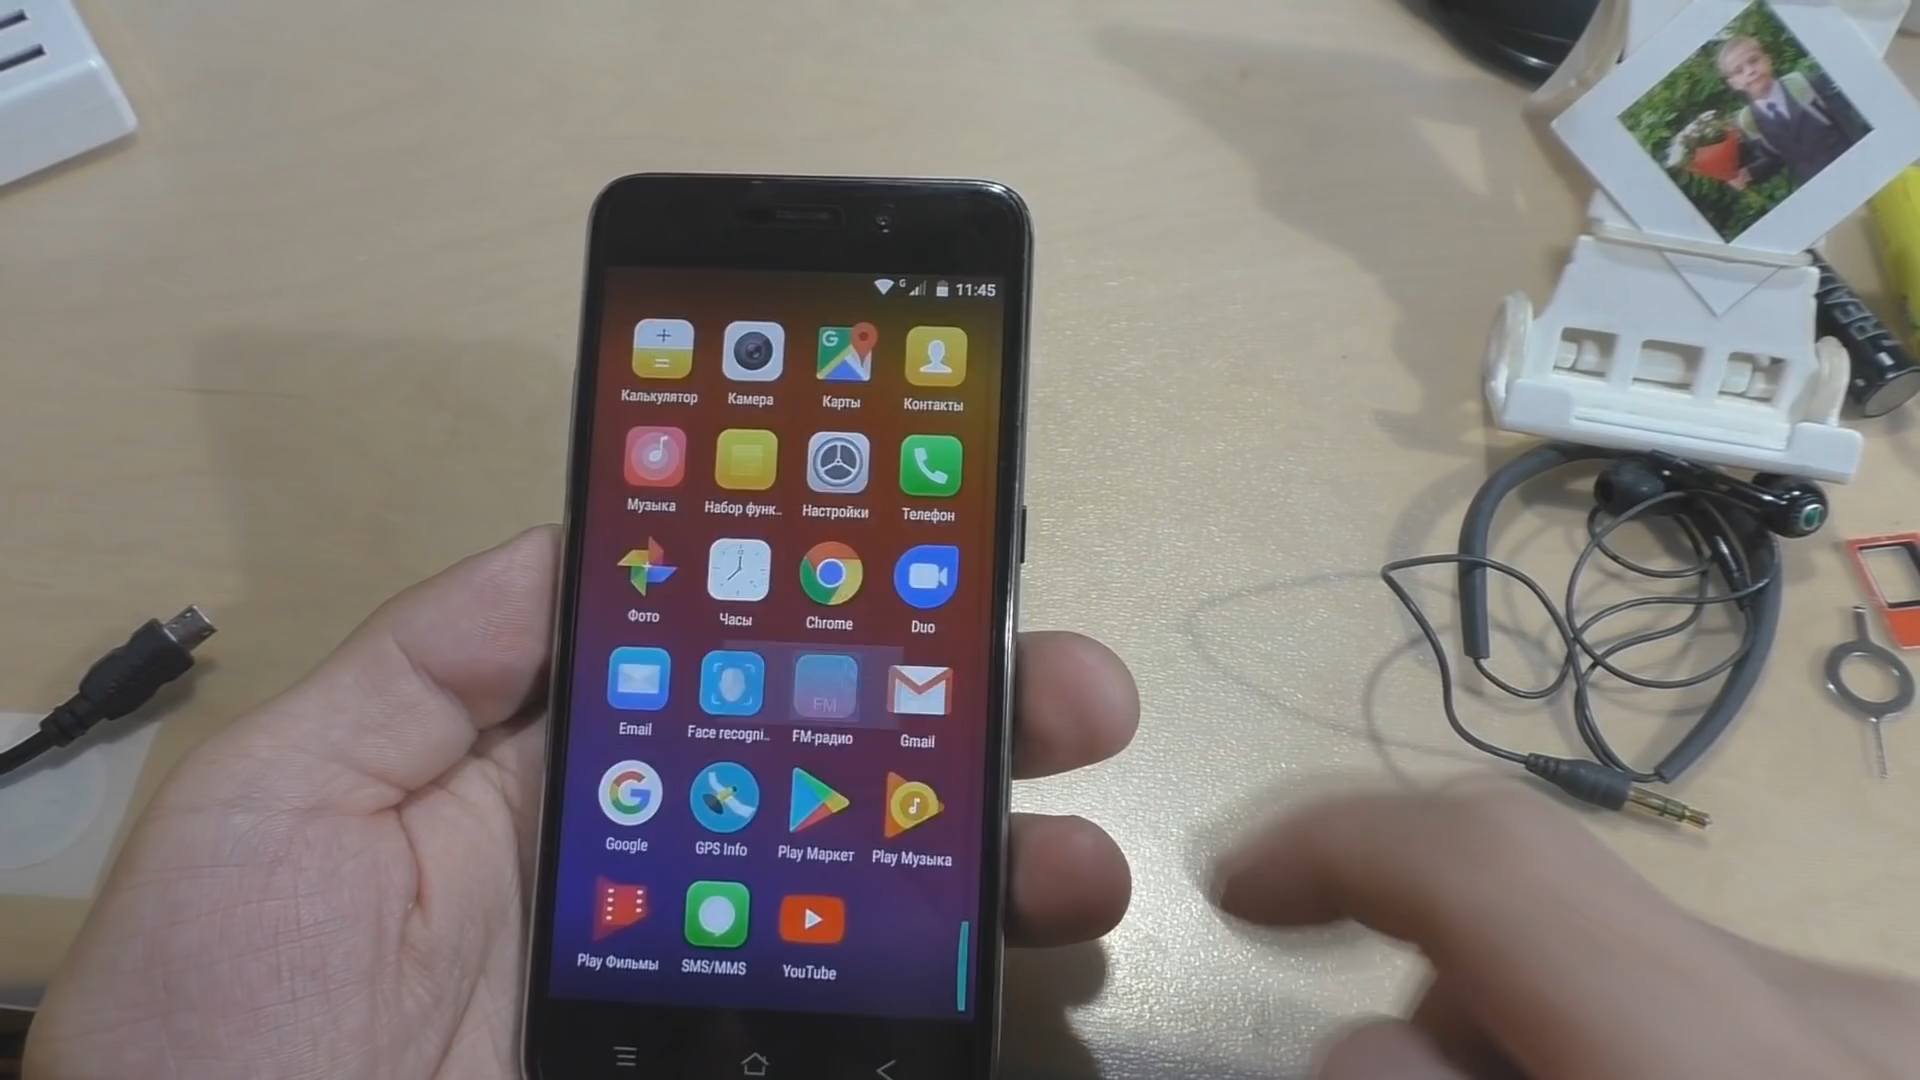 G 11:45
Калькулятор Камера Карты Контакты
Музыка Набор функ.. Настройки Телефон
Фото Часы Chrome Duo
FM
Email Face recogni.. FM-радио Gmail
Google GPS Info Play Маркет Play Музыка
Play Фильмы SMS/MMS YouTube